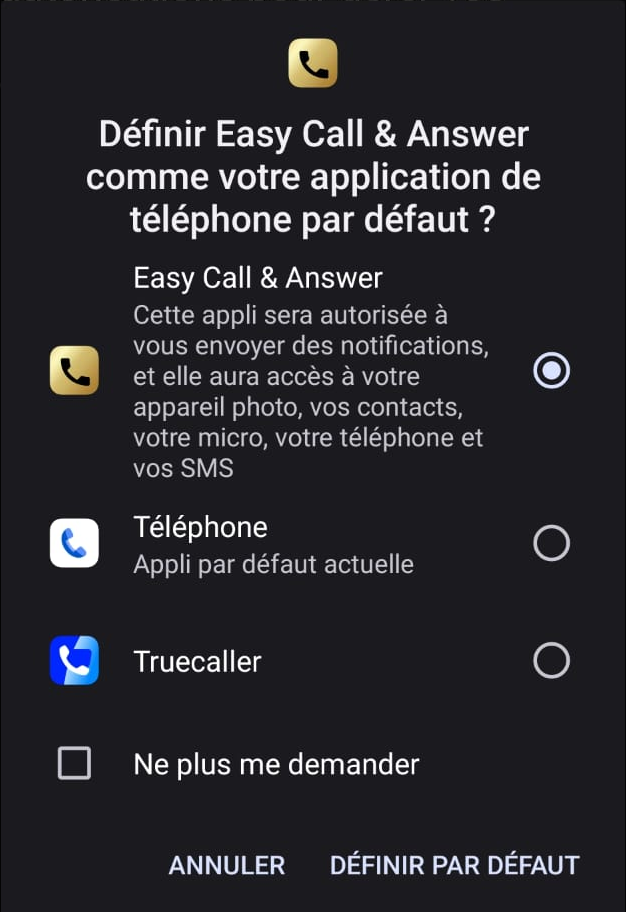 Définir Easy Call & Answer
comme votre application de
téléphone par défaut ?
Easy Call & Answer
Cette appli sera autorisée à
vous envoyer des notifications,
et elle aura accès à votre
appareil photo, vos contacts,
votre micro, votre téléphone et
vos SMS
Téléphone
Appli par défaut actuelle
Truecaller
Ne plus me demander
ANNULER DÉFINIR PAR DÉFAUT